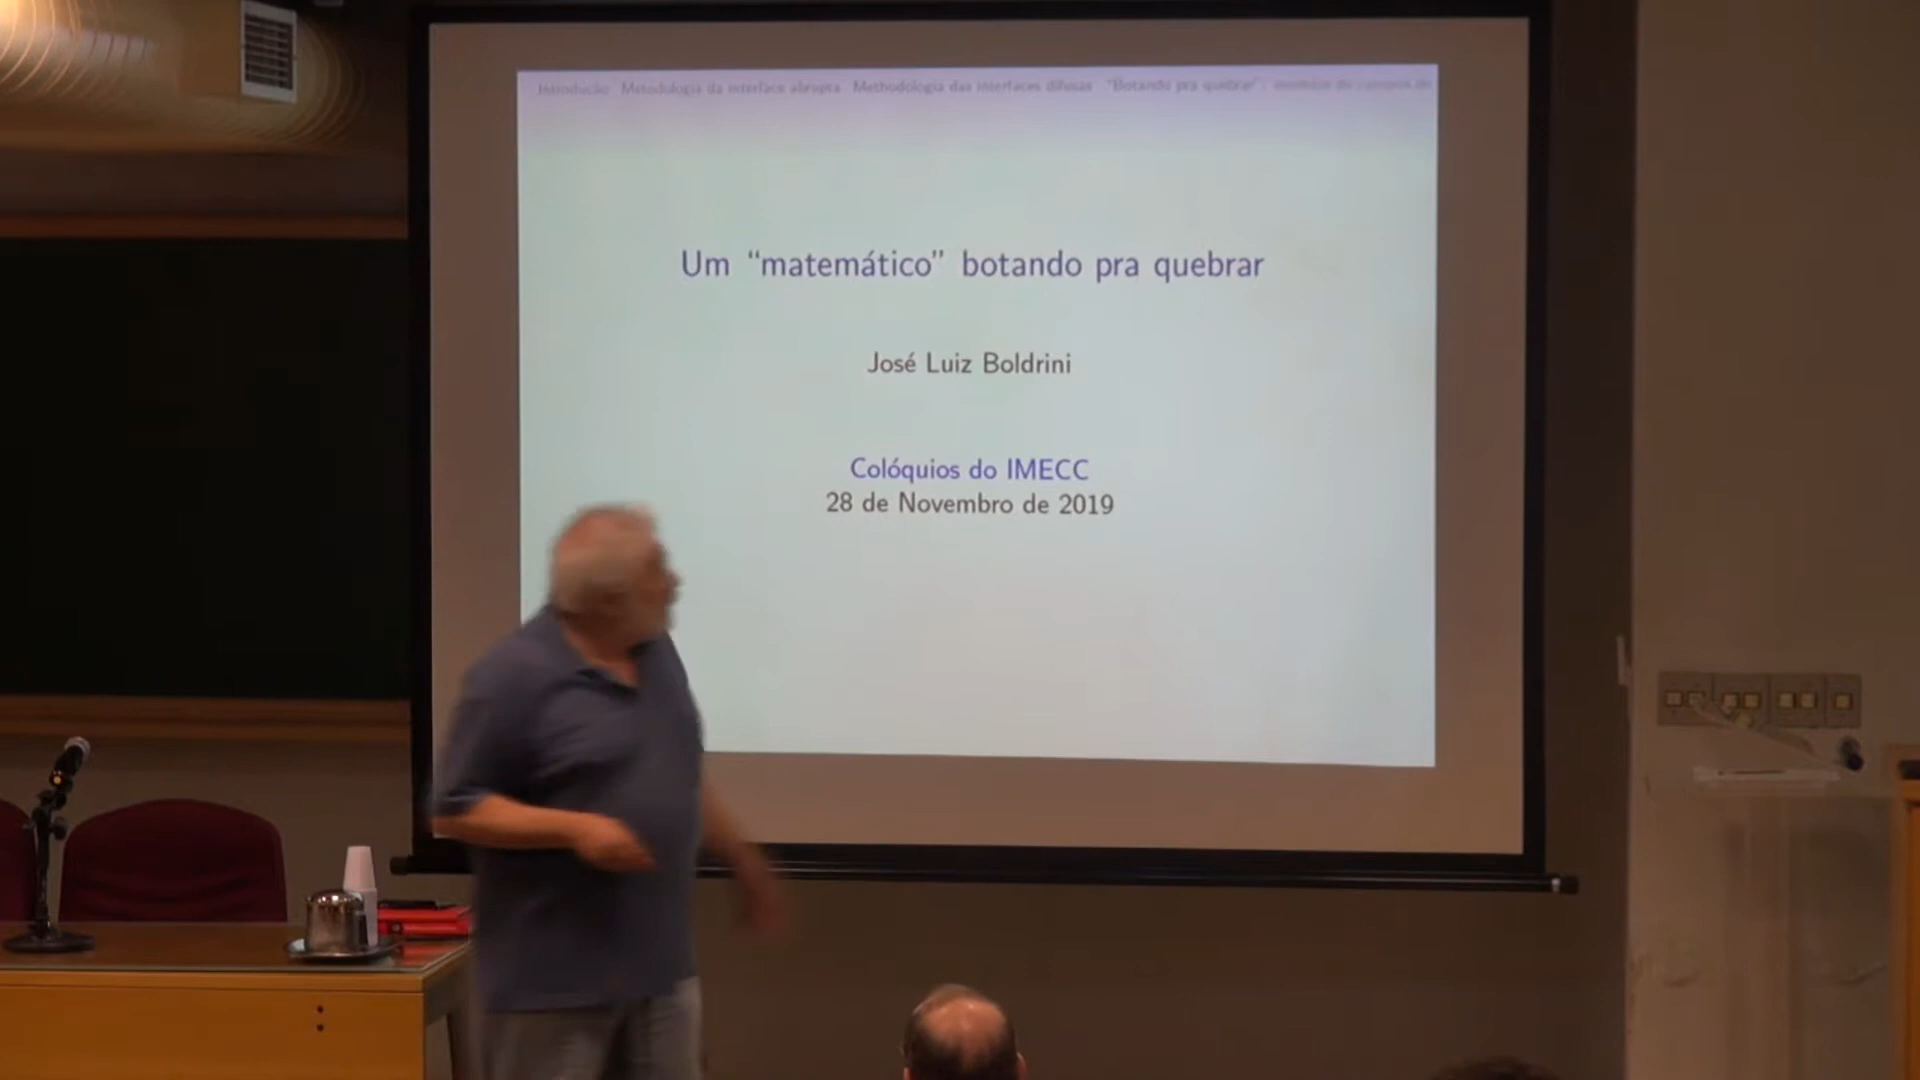 Introdução Metodologia da interface abrupta Methodologia das interfaces difusas "Botando pra quebrar":
Um “matemático” botando pra quebrar
José Luiz Boldrini
Colóquios do IMECC
28 de Novembro de 2019